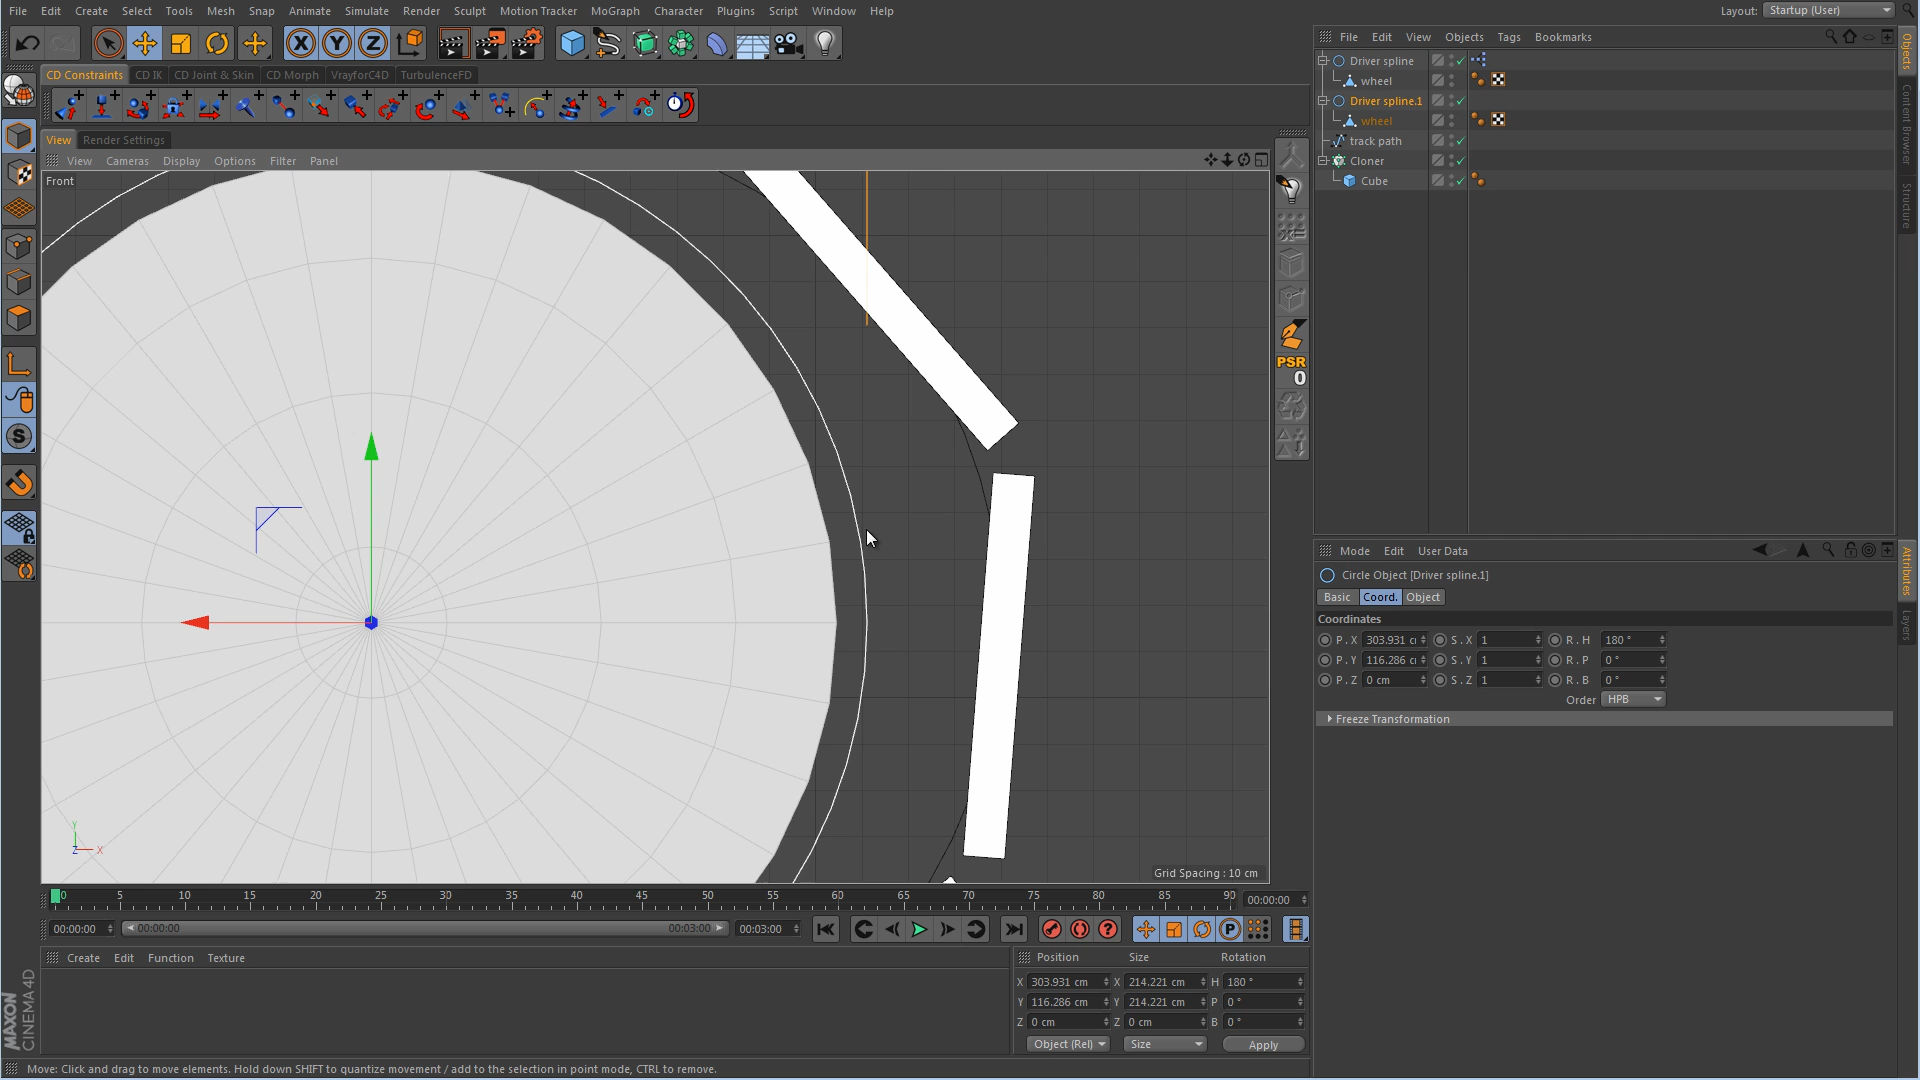 File Edit Create Select Tools Mesh Snap Animate Simulate Render Sculpt Motion Tracker MoGraph Character Plugins Script Window Help Layout: Startup (User)
X Y Z
File Edit View Objects Tags Bookmarks
Objects
Content Browser
Structure
CD Constraints CD IK CD Joint & Skin CD Morph VrayforC4D TurbulenceFD
Driver spline
wheel
Driver spline.1
wheel
track path
Cloner
Cube
View Render Settings
View Cameras Display Options Filter Panel
Front
PSR
0
S
Y
Z X
Grid Spacing : 10 cm
Mode Edit User Data
Attributes
Layers
Circle Object [Driver spline.1]
Basic Coord. Object
Coordinates
P . X 303.931 c S . X 1 R . H 180 °
P . Y 116.286 c S . Y 1 R . P 0 °
P . Z 0 cm S . Z 1 R . B 0 °
Order HPB
Freeze Transformation
0 5 10 15 20 25 30 35 40 45 50 55 60 65 70 75 80 85 90 00:00:00
00:00:00 00:00:00 00:03:00 00:03:00 ? P
Create Edit Function Texture
Position Size Rotation
X 303.931 cm X 214.221 cm H 180 °
Y 116.286 cm Y 214.221 cm P 0 °
Z 0 cm Z 0 cm B 0 °
Object (Rel) Size Apply
MAXON
CINEMA 4D
Move: Click and drag to move elements. Hold down SHIFT to quantize movement / add to the selection in point mode, CTRL to remove.